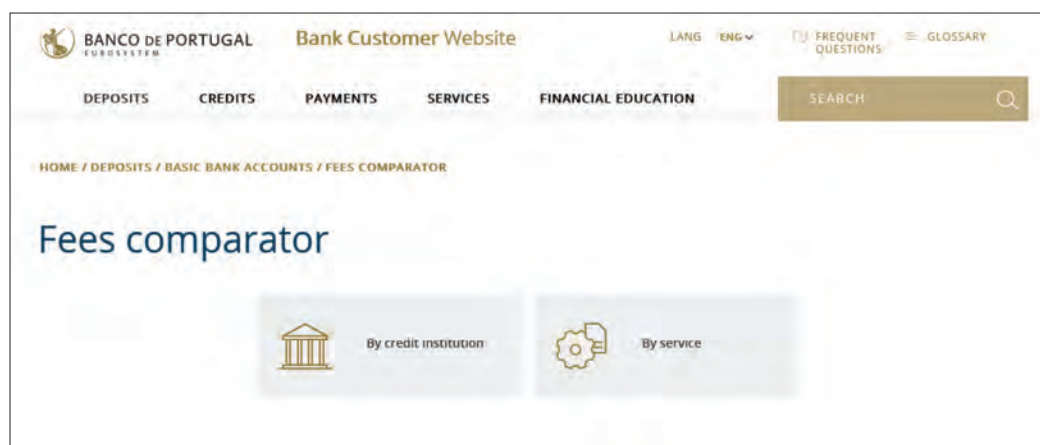 BANCO DE PORTUGAL
EUROSYSTEM
Bank Customer Website
LANG ENG
FREQUENT QUESTIONS
GLOSSARY
DEPOSITS CREDITS PAYMENTS SERVICES FINANCIAL EDUCATION
SEARCH
HOME / DEPOSITS / BASIC BANK ACCOUNTS / FEES COMPARATOR
Fees comparator
By credit institution
By service